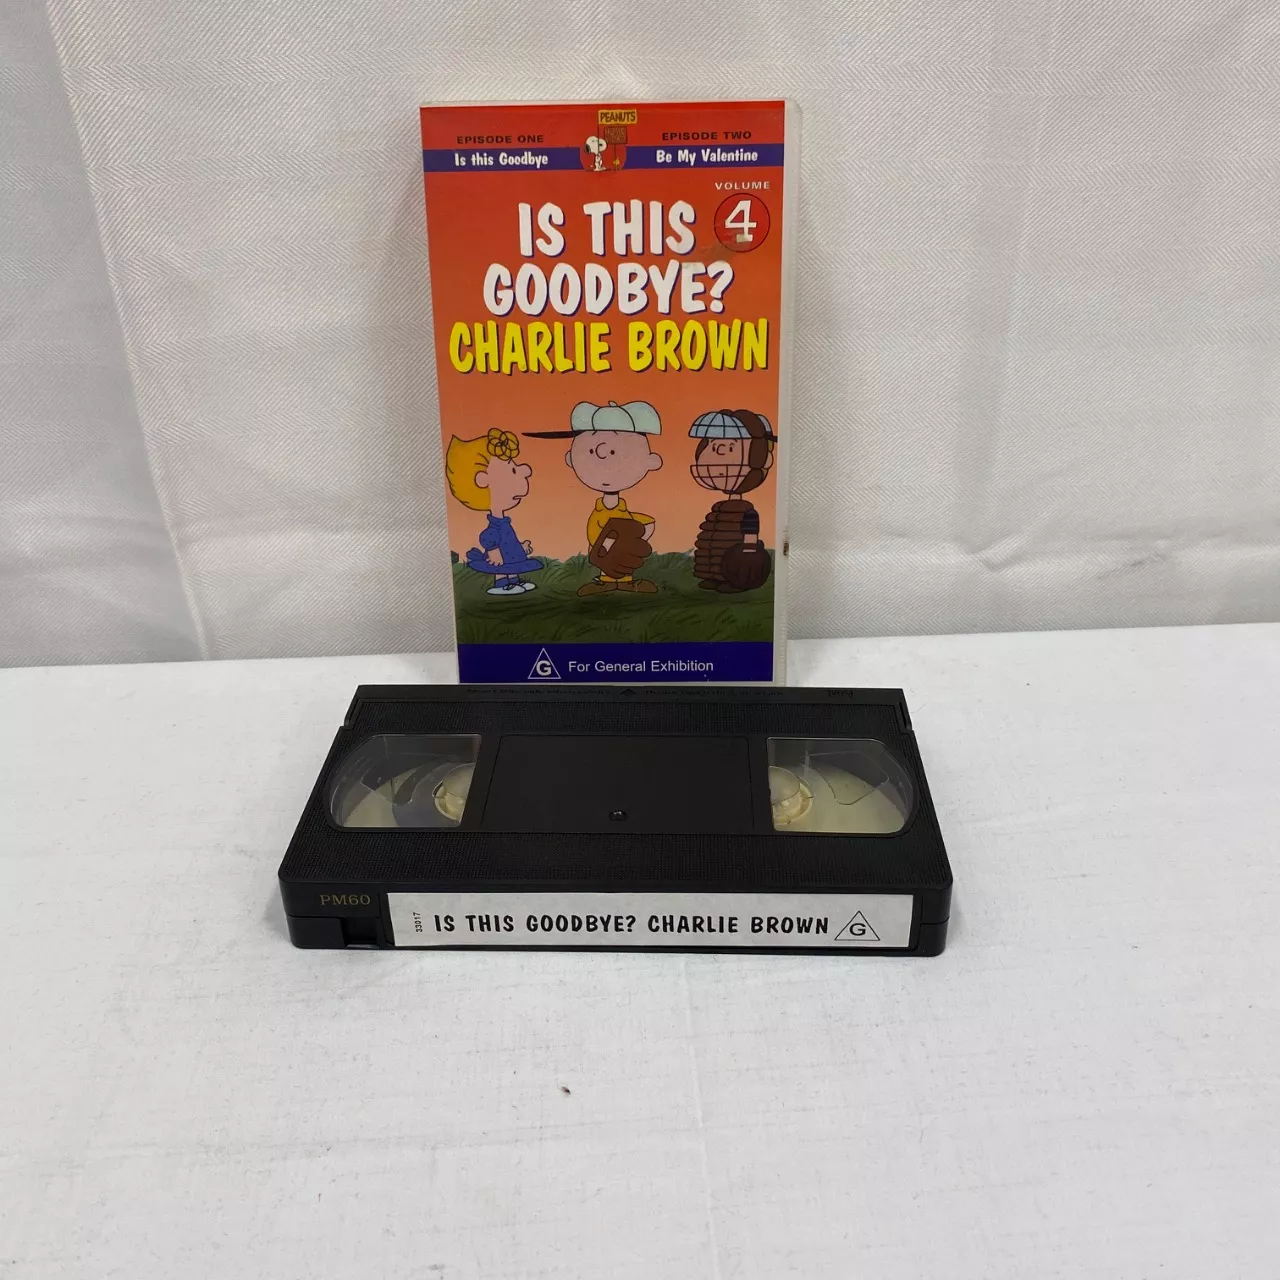 PEANUTS
EPISODE ONE
EPISODE TWO
Is this Goodbye
Be My Valentine
VOLUME
4
IS THIS
GOODBYE?
CHARLIE BROWN
G For General Exhibition
PM60
33017
IS THIS GOODBYE? CHARLIE BROWN G